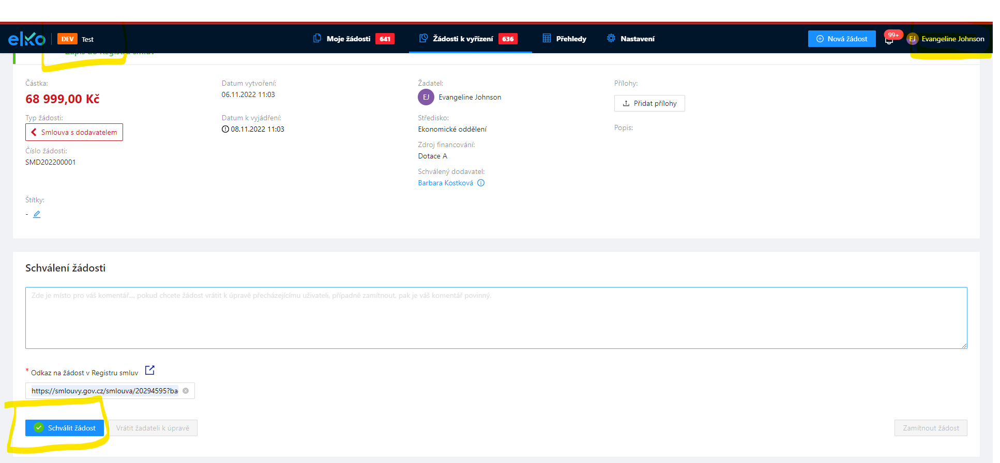 elko DEV Test Moje žádosti 641 Žádosti k vyřízení 636 Přehledy Nastavení Nová žádost 99+ EJ Evangeline Johnson
Zápis do Registru smluv
Částka: Datum vytvoření: Žadatel: Přílohy:
68 999,00 Kč 06.11.2022 11:03 EJ Evangeline Johnson Přidat přílohy
Typ žádosti: Datum k vyjádření: Středisko: Popis:
Smlouva s dodavatelem 08.11.2022 11:03 Ekonomické oddělení
Číslo žádosti: Zdroj financování:
SMD202200001 Dotace A
Schválený dodavatel:
Barbara Kostková
Štítky:
-
Schválení žádosti
Zde je místo pro váš komentář.... pokud chcete žádost vrátit k úpravě přecházejícímu uživateli, případně zamítnout, pak je váš komentář povinný.
* Odkaz na žádost v Registru smluv
https://smlouvy.gov.cz/smlouva/20294595?ba
Schválit žádost Vrátit žadateli k úpravě Zamítnout žádost